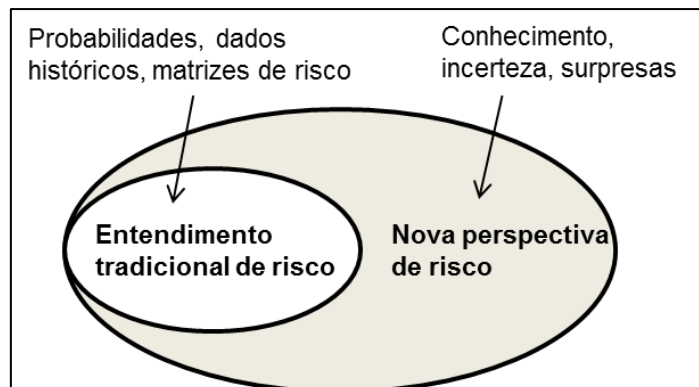 Probabilidades, dados
históricos, matrizes de risco
Conhecimento,
incerteza, surpresas
Entendimento
tradicional de risco
Nova perspectiva
de risco